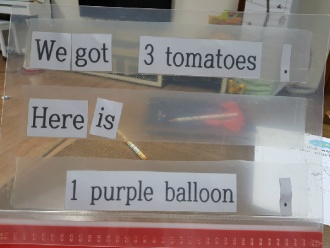 We got 3 tomatoes
Here is
1 purple balloon